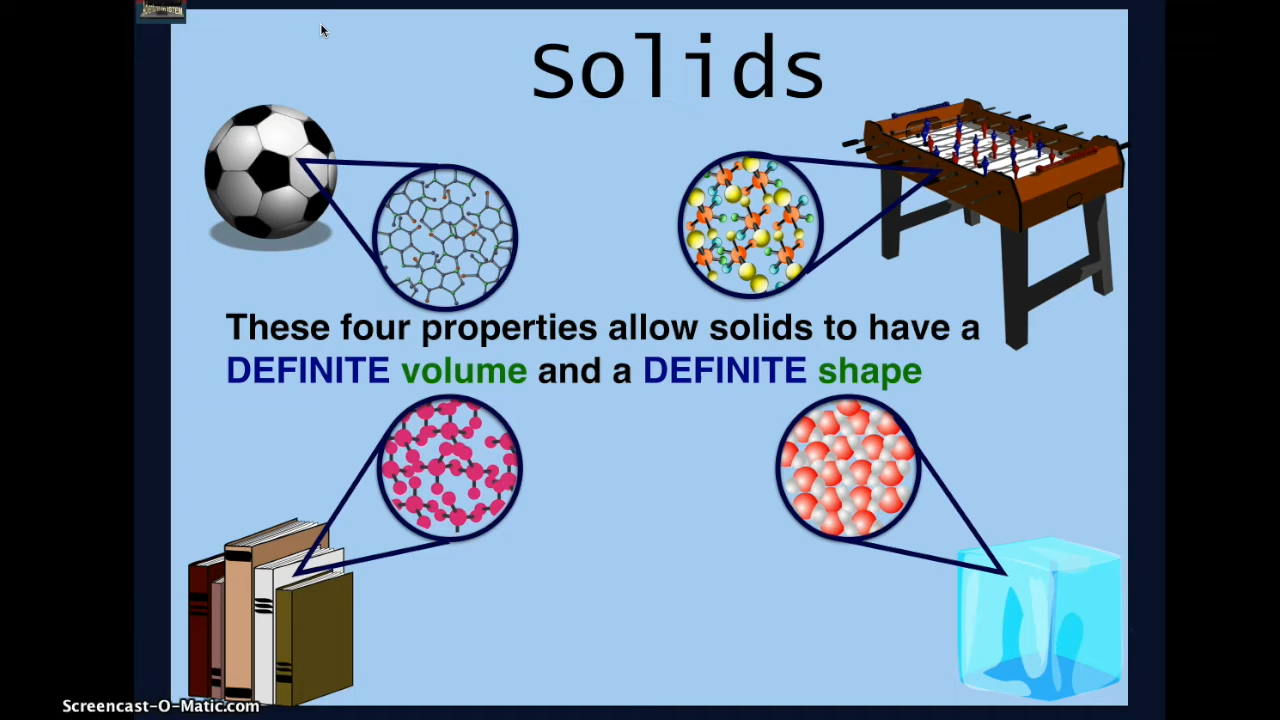 Solids
These four properties allow solids to have a
DEFINITE volume and a DEFINITE shape
Screencast-O-Matic.com